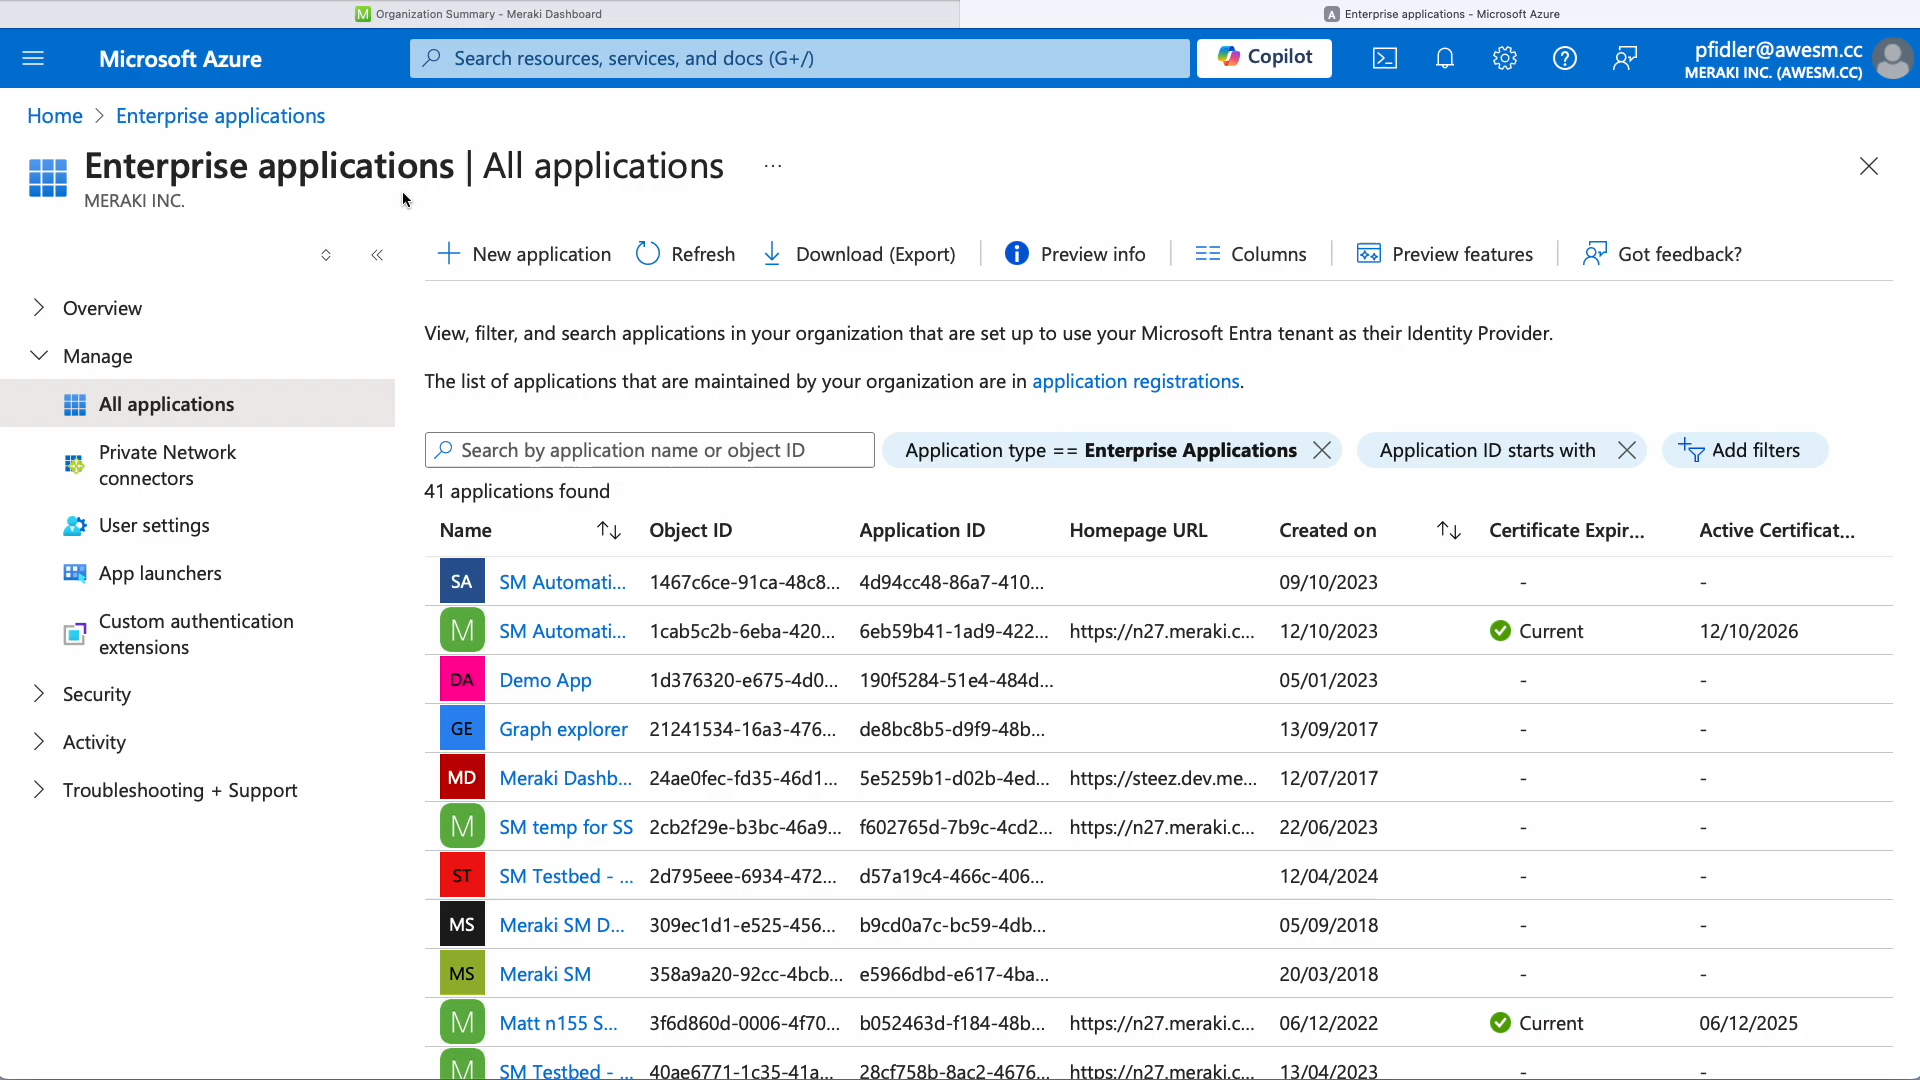 M Organization Summary - Meraki Dashboard
A Enterprise applications - Microsoft Azure
Microsoft Azure
Search resources, services, and docs (G+/)
Copilot
pfidler@awesm.cc
MERAKI INC. (AWESM.CC)
Home > Enterprise applications
Enterprise applications | All applications ...
MERAKI INC.
New application
Refresh
Download (Export)
Preview info
Columns
Preview features
Got feedback?
Overview
Manage
All applications
Private Network
connectors
User settings
App launchers
Custom authentication
extensions
Security
Activity
Troubleshooting + Support
View, filter, and search applications in your organization that are set up to use your Microsoft Entra tenant as their Identity Provider.
The list of applications that are maintained by your organization are in application registrations.
Search by application name or object ID
Application type == Enterprise Applications
Application ID starts with
Add filters
41 applications found
Name Object ID Application ID Homepage URL Created on Certificate Expir... Active Certificat...
SA SM Automati... 1467c6ce-91ca-48c8... 4d94cc48-86a7-410... 09/10/2023 - -
M SM Automati... 1cab5c2b-6eba-420... 6eb59b41-1ad9-422... https://n27.meraki.c... 12/10/2023 Current 12/10/2026
DA Demo App 1d376320-e675-4d0... 190f5284-51e4-484d... 05/01/2023 - -
GE Graph explorer 21241534-16a3-476... de8bc8b5-d9f9-48b... 13/09/2017 - -
MD Meraki Dashb... 24ae0fec-fd35-46d1... 5e5259b1-d02b-4ed... https://steez.dev.me... 12/07/2017 - -
M SM temp for SS 2cb2f29e-b3bc-46a9... f602765d-7b9c-4cd2... https://n27.meraki.c... 22/06/2023 - -
ST SM Testbed - ... 2d795eee-6934-472... d57a19c4-466c-406... 12/04/2024 - -
MS Meraki SM D... 309ec1d1-e525-456... b9cd0a7c-bc59-4db... 05/09/2018 - -
MS Meraki SM 358a9a20-92cc-4bcb... e5966dbd-e617-4ba... 20/03/2018 - -
M Matt n155 S... 3f6d860d-0006-4f70... b052463d-f184-48b... https://n27.meraki.c... 06/12/2022 Current 06/12/2025
M SM Testbed - ... 40ae6771-1c35-41a... 28cf758b-8ac2-4676... https://n27.meraki.c... 13/04/2023 - -